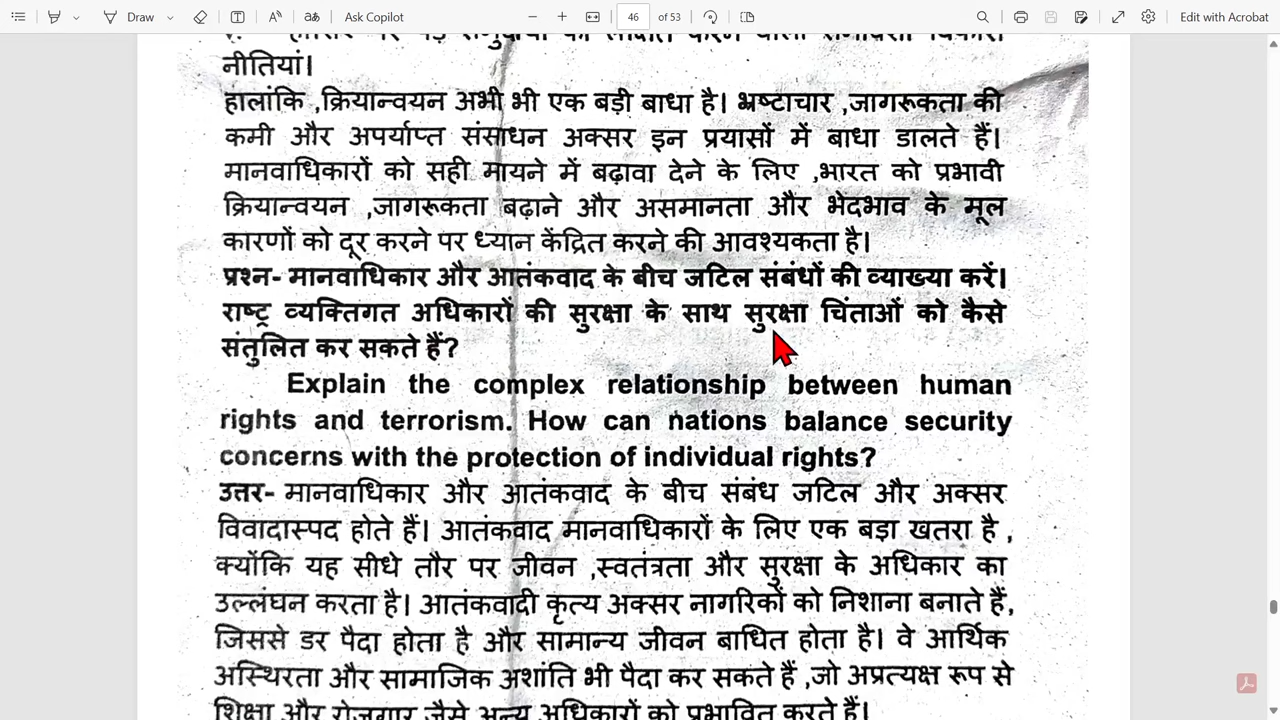 Draw
Ask Copilot
46 of 53
Edit with Acrobat
नीतियां।
हालांकि ,क्रियान्वयन अभी भी एक बड़ी बाधा है। भ्रष्टाचार ,जागरूकता की
कमी और अपर्याप्त संसाधन अक्सर इन प्रयासों में बाधा डालते हैं।
मानवाधिकारों को सही मायने में बढ़ावा देने के लिए ,भारत को प्रभावी
क्रियान्वयन ,जागरूकता बढ़ाने और असमानता और भेदभाव के मूल
कारणों को दूर करने पर ध्यान केंद्रित करने की आवश्यकता है।
प्रश्न- मानवाधिकार और आतंकवाद के बीच जटिल संबंधों की व्याख्या करें।
राष्ट्र व्यक्तिगत अधिकारों की सुरक्षा के साथ सुरक्षा चिंताओं को कैसे
संतुलित कर सकते हैं?
Explain the complex relationship between human
rights and terrorism. How can nations balance security
concerns with the protection of individual rights?
उत्तर- मानवाधिकार और आतंकवाद के बीच संबंध जटिल और अक्सर
विवादास्पद होते हैं। आतंकवाद मानवाधिकारों के लिए एक बड़ा खतरा है ,
क्योंकि यह सीधे तौर पर जीवन ,स्वतंत्रता और सुरक्षा के अधिकार का
उल्लंघन करता है। आतंकवादी कृत्य अक्सर नागरिकों को निशाना बनाते हैं,
जिससे डर पैदा होता है और सामान्य जीवन बाधित होता है। वे आर्थिक
अस्थिरता और सामाजिक अशांति भी पैदा कर सकते हैं ,जो अप्रत्यक्ष रूप से
शिक्षा और रोजगार जैसे अन्य अधिकारों को प्रभावित करते हैं।